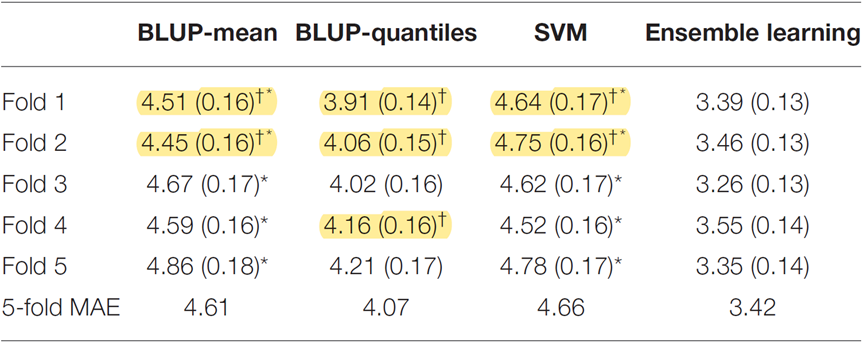 BLUP-mean BLUP-quantiles SVM Ensemble learning
Fold 1 4.51 (0.16)†* 3.91 (0.14)† 4.64 (0.17)†* 3.39 (0.13)
Fold 2 4.45 (0.16)†* 4.06 (0.15)† 4.75 (0.16)†* 3.46 (0.13)
Fold 3 4.67 (0.17)* 4.02 (0.16) 4.62 (0.17)* 3.26 (0.13)
Fold 4 4.59 (0.16)* 4.16 (0.16)† 4.52 (0.16)* 3.55 (0.14)
Fold 5 4.86 (0.18)* 4.21 (0.17) 4.78 (0.17)* 3.35 (0.14)
5-fold MAE 4.61 4.07 4.66 3.42